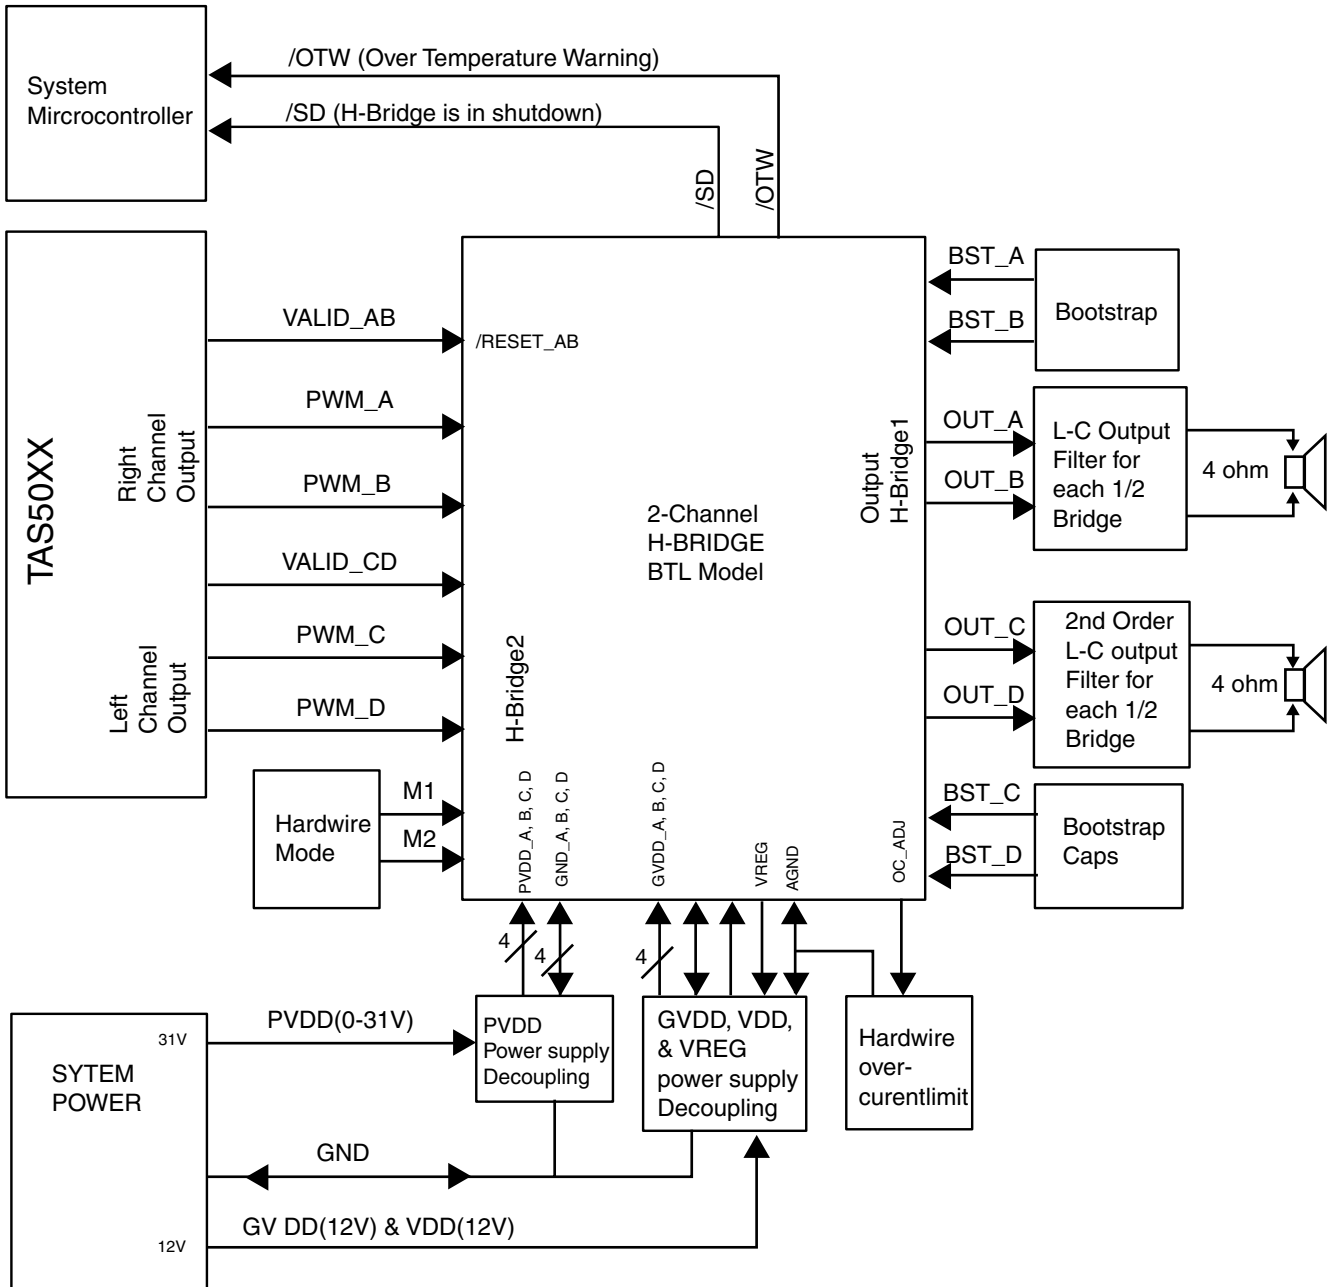 /OTW (Over Temperature Warning)
System
Mircrocontroller
/SD (H-Bridge is in shutdown)
/SD
/OTW
TAS50XX
Right
Channel
Output
Left
Channel
Output
VALID_AB
PWM_A
PWM_B
VALID_CD
PWM_C
PWM_D
/RESET_AB
2-Channel
H-BRIDGE
BTL Model
Output
H-Bridge1
H-Bridge2
BST_A
BST_B
Bootstrap
OUT_A
OUT_B
L-C Output
Filter for
each 1/2
Bridge
4 ohm
OUT_C
OUT_D
2nd Order
L-C output
Filter for
each 1/2
Bridge
4 ohm
BST_C
BST_D
Bootstrap
Caps
Hardwire
Mode
M1
M2
PVDD_A, B, C, D
GND_A, B, C, D
GVDD_A, B, C, D
VREG
AGND
OC_ADJ
4
4
4
PVDD
Power supply
Decoupling
GVDD, VDD,
& VREG
power supply
Decoupling
Hardwire
over-
curentlimit
31V
SYTEM
POWER
12V
PVDD(0-31V)
GND
GV DD(12V) & VDD(12V)